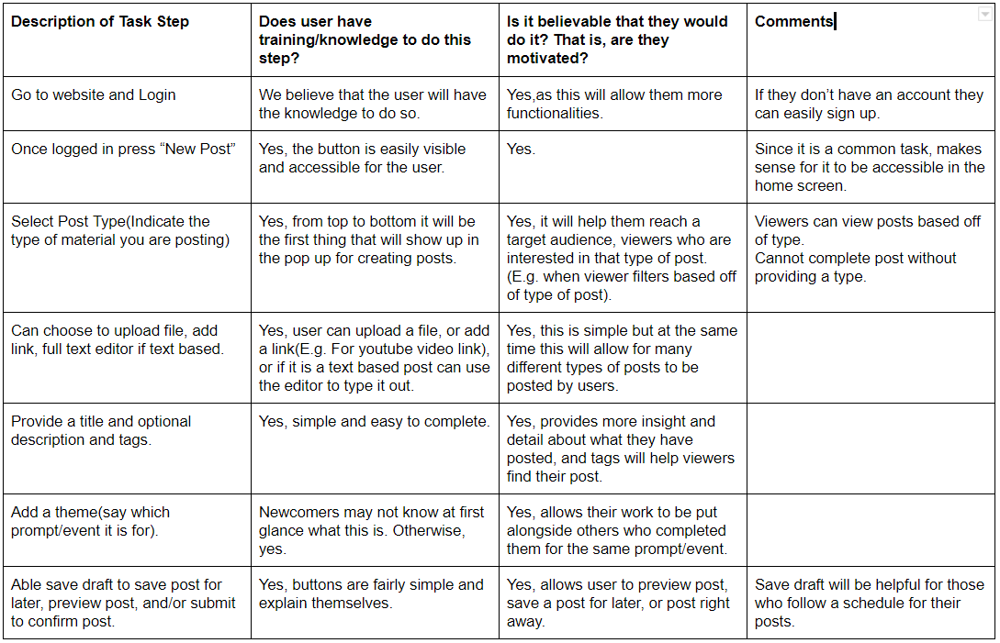 Description of Task Step
Does user have
training/knowledge to do this
step?
Is it believable that they would
do it? That is, are they
motivated?
Comments
Go to website and Login
We believe that the user will have
the knowledge to do so.
Yes,as this will allow them more
functionalities.
If they don’t have an account they
can easily sign up.
Once logged in press “New Post”
Yes, the button is easily visible
and accessible for the user.
Yes.
Since it is a common task, makes
sense for it to be accessible in the
home screen.
Select Post Type(Indicate the
type of material you are posting)
Yes, from top to bottom it will be
the first thing that will show up in
the pop up for creating posts.
Yes, it will help them reach a
target audience, viewers who are
interested in that type of post.
(E.g. when viewer filters based off
of type of post).
Viewers can view posts based off
of type.
Cannot complete post without
providing a type.
Can choose to upload file, add
link, full text editor if text based.
Yes, user can upload a file, or add
a link(E.g. For youtube video link),
or if it is a text based post can use
the editor to type it out.
Yes, this is simple but at the same
time this will allow for many
different types of posts to be
posted by users.
Provide a title and optional
description and tags.
Yes, simple and easy to complete.
Yes, provides more insight and
detail about what they have
posted, and tags will help viewers
find their post.
Add a theme(say which
prompt/event it is for).
Newcomers may not know at first
glance what this is. Otherwise,
yes.
Yes, allows their work to be put
alongside others who completed
them for the same prompt/event.
Able save draft to save post for
later, preview post, and/or submit
to confirm post.
Yes, buttons are fairly simple and
explain themselves.
Yes, allows user to preview post,
save a post for later, or post right
away.
Save draft will be helpful for those
who follow a schedule for their
posts.